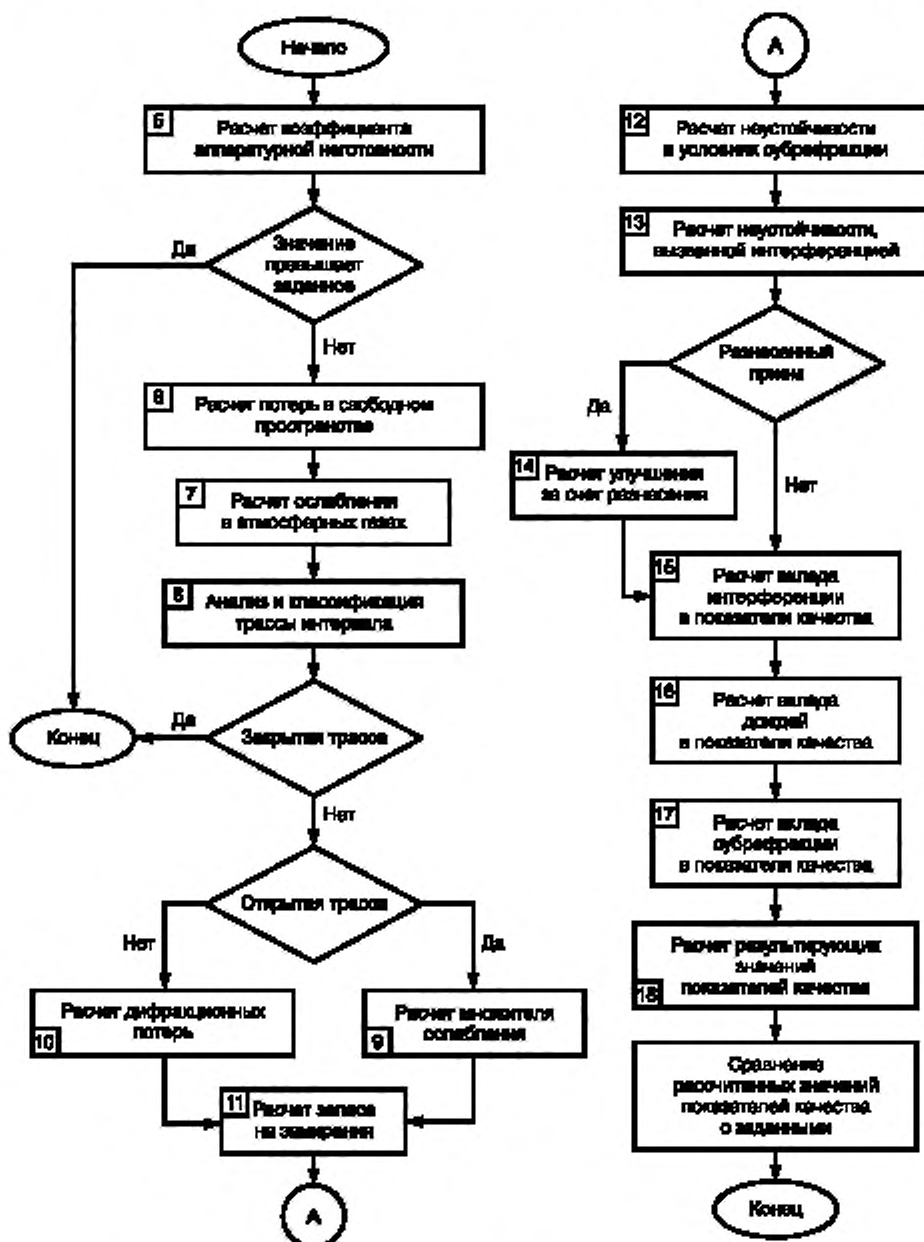 Начало
5
Расчет коэффициента
аппаратурной неготовности
Значение
превышает
заданное
Да
Нет
6
Расчет потерь в свободном
пространстве
7
Расчет ослабления
в атмосферных газах
8
Анализ и классификация
трассы интервала
Закрытая трасса
Да
Конец
Нет
Открытая трасса
Нет
Да
Расчет дифракционных
потерь
10
Расчет множителя
ослабления
9
11
Расчет запаса
на замирания
А
А
12
Расчет неустойчивости
в условиях субрефракции
13
Расчет неустойчивости,
вызванной интерференцией
Разнесенный
прием
Да
Нет
14
Расчет улучшения
за счет разнесения
15
Расчет вклада
интерференции
в показатели качества
16
Расчет вклада
дождей
в показатели качества
17
Расчет вклада
субрефракции
в показатели качества
Расчет результирующих
значений
показателей качества
18
Сравнение
рассчитанных значений
показателей качества
с заданными
Конец